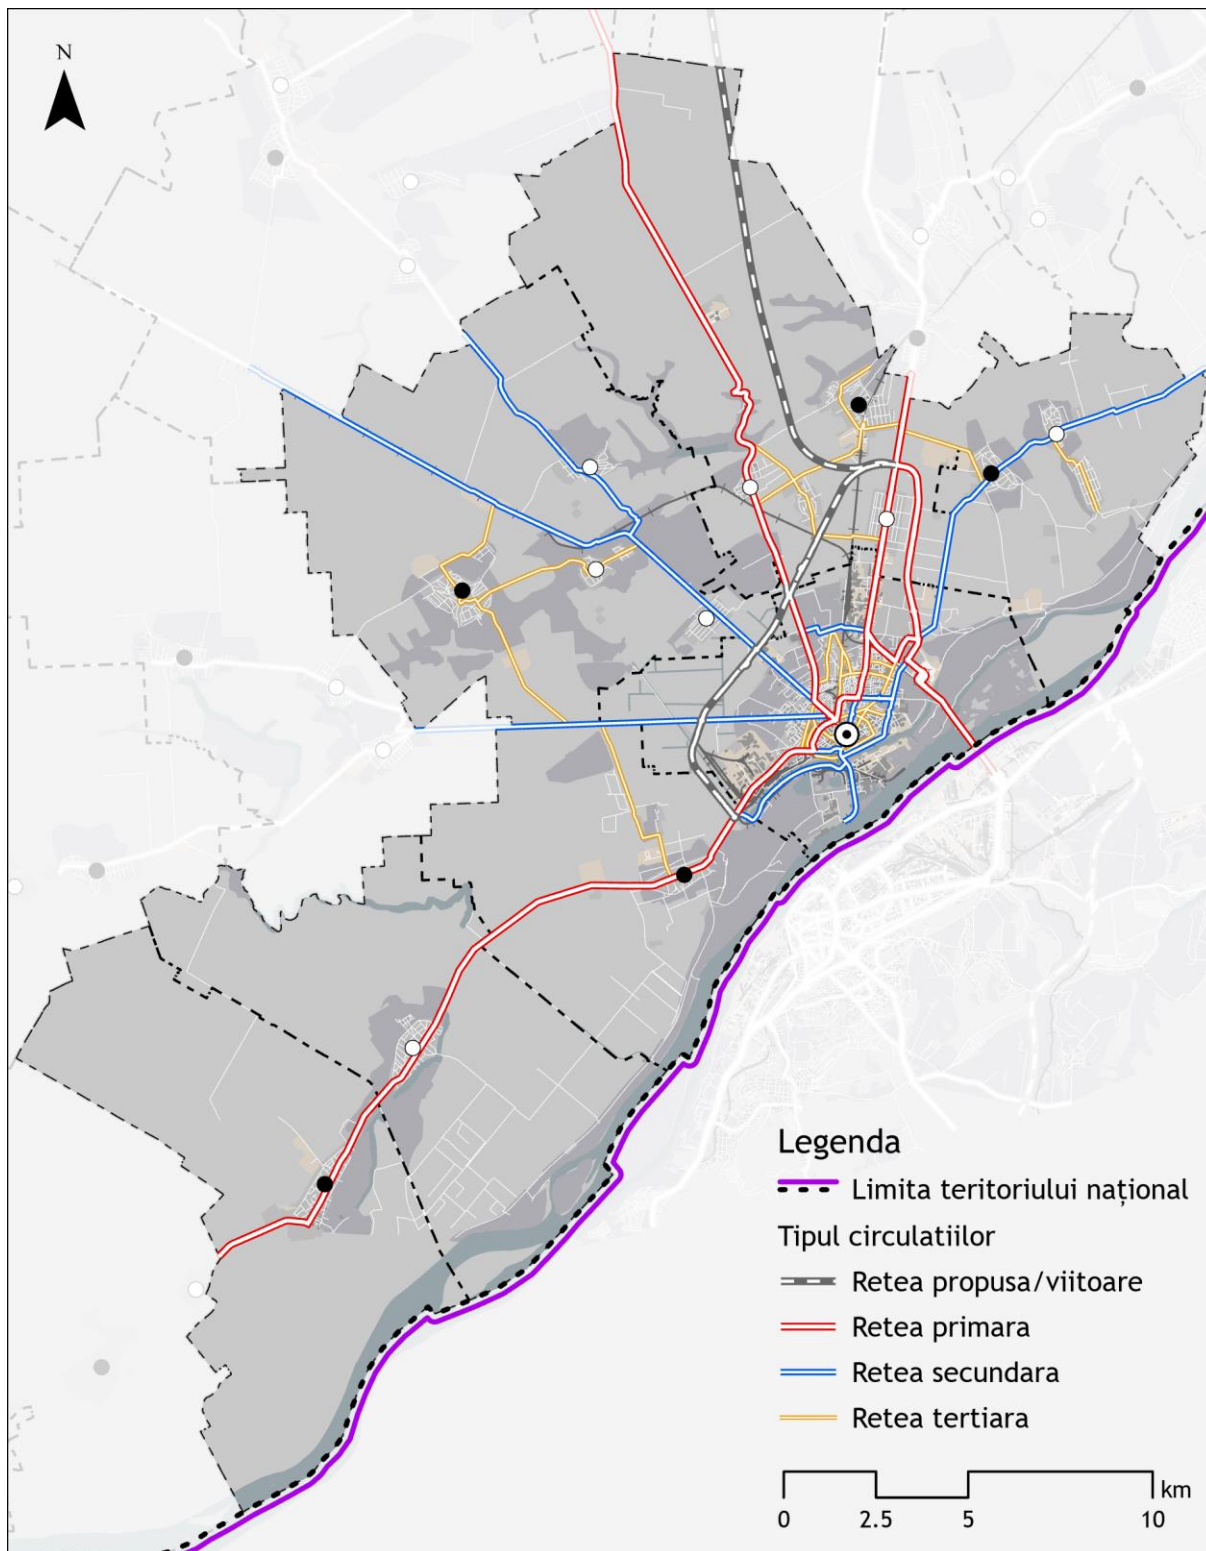 N
Legenda
Limita teritoriului național
Tipul circulatiilor
Retea propusa/viitoare
Retea primara
Retea secundara
Retea tertiara
km
0 2.5 5 10